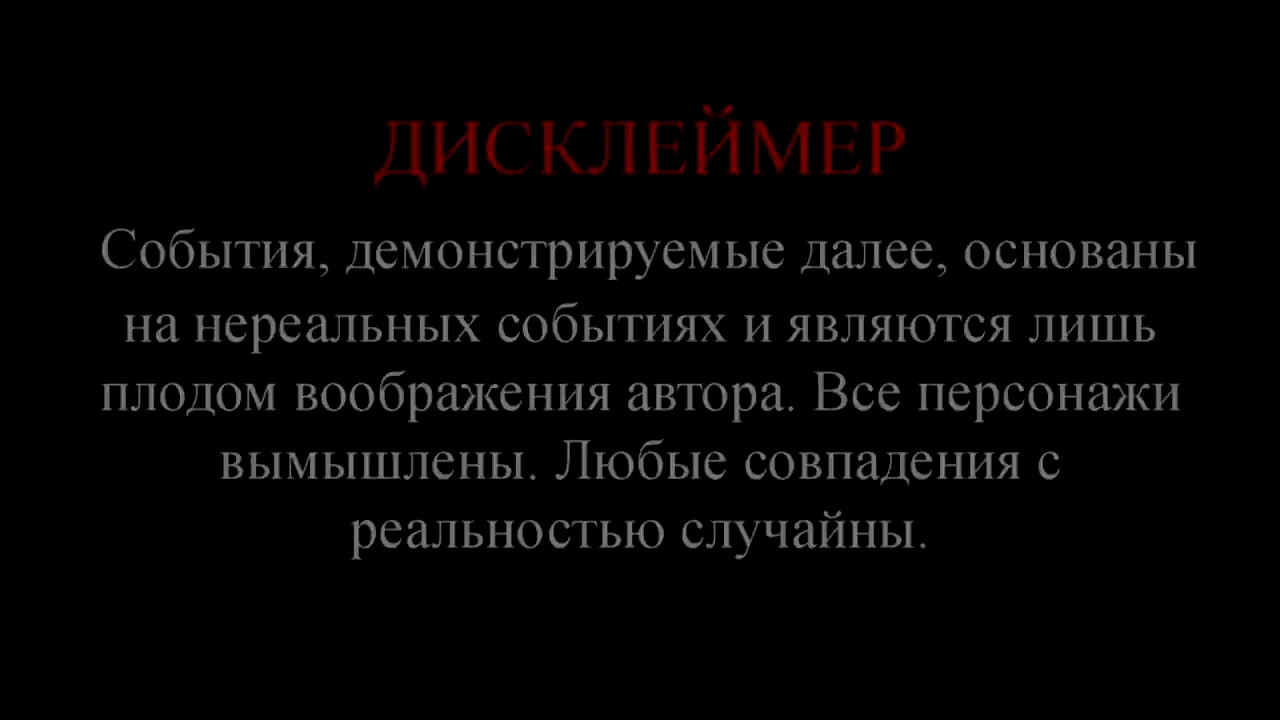 ДИСКЛЕЙМЕР
События, демонстрируемые далее, основаны
на нереальных событиях и являются лишь
плодом воображения автора. Все персонажи
вымышлены. Любые совпадения с
реальностью случайны.